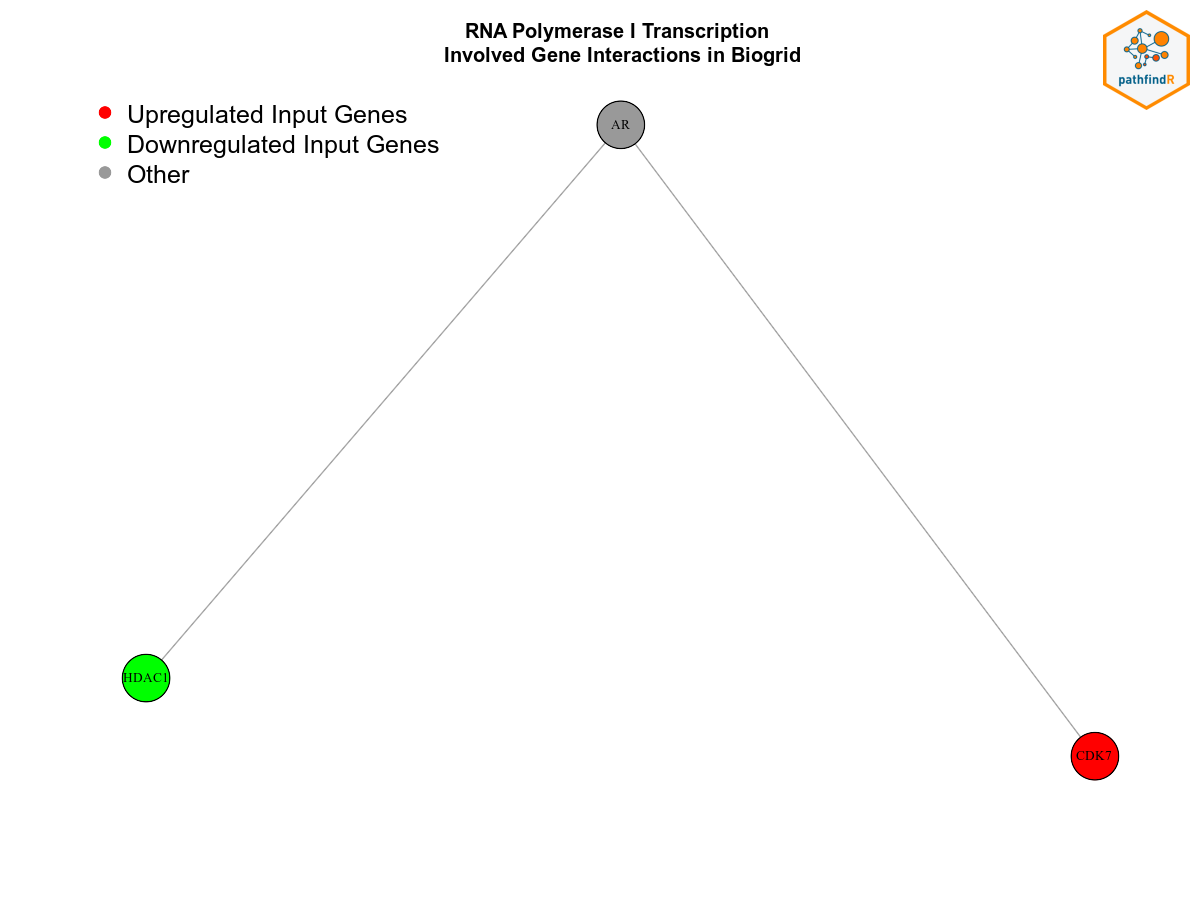 RNA Polymerase I Transcription
Involved Gene Interactions in Biogrid
pathfindR
Upregulated Input Genes
Downregulated Input Genes
Other
AR
HDAC1
CDK7